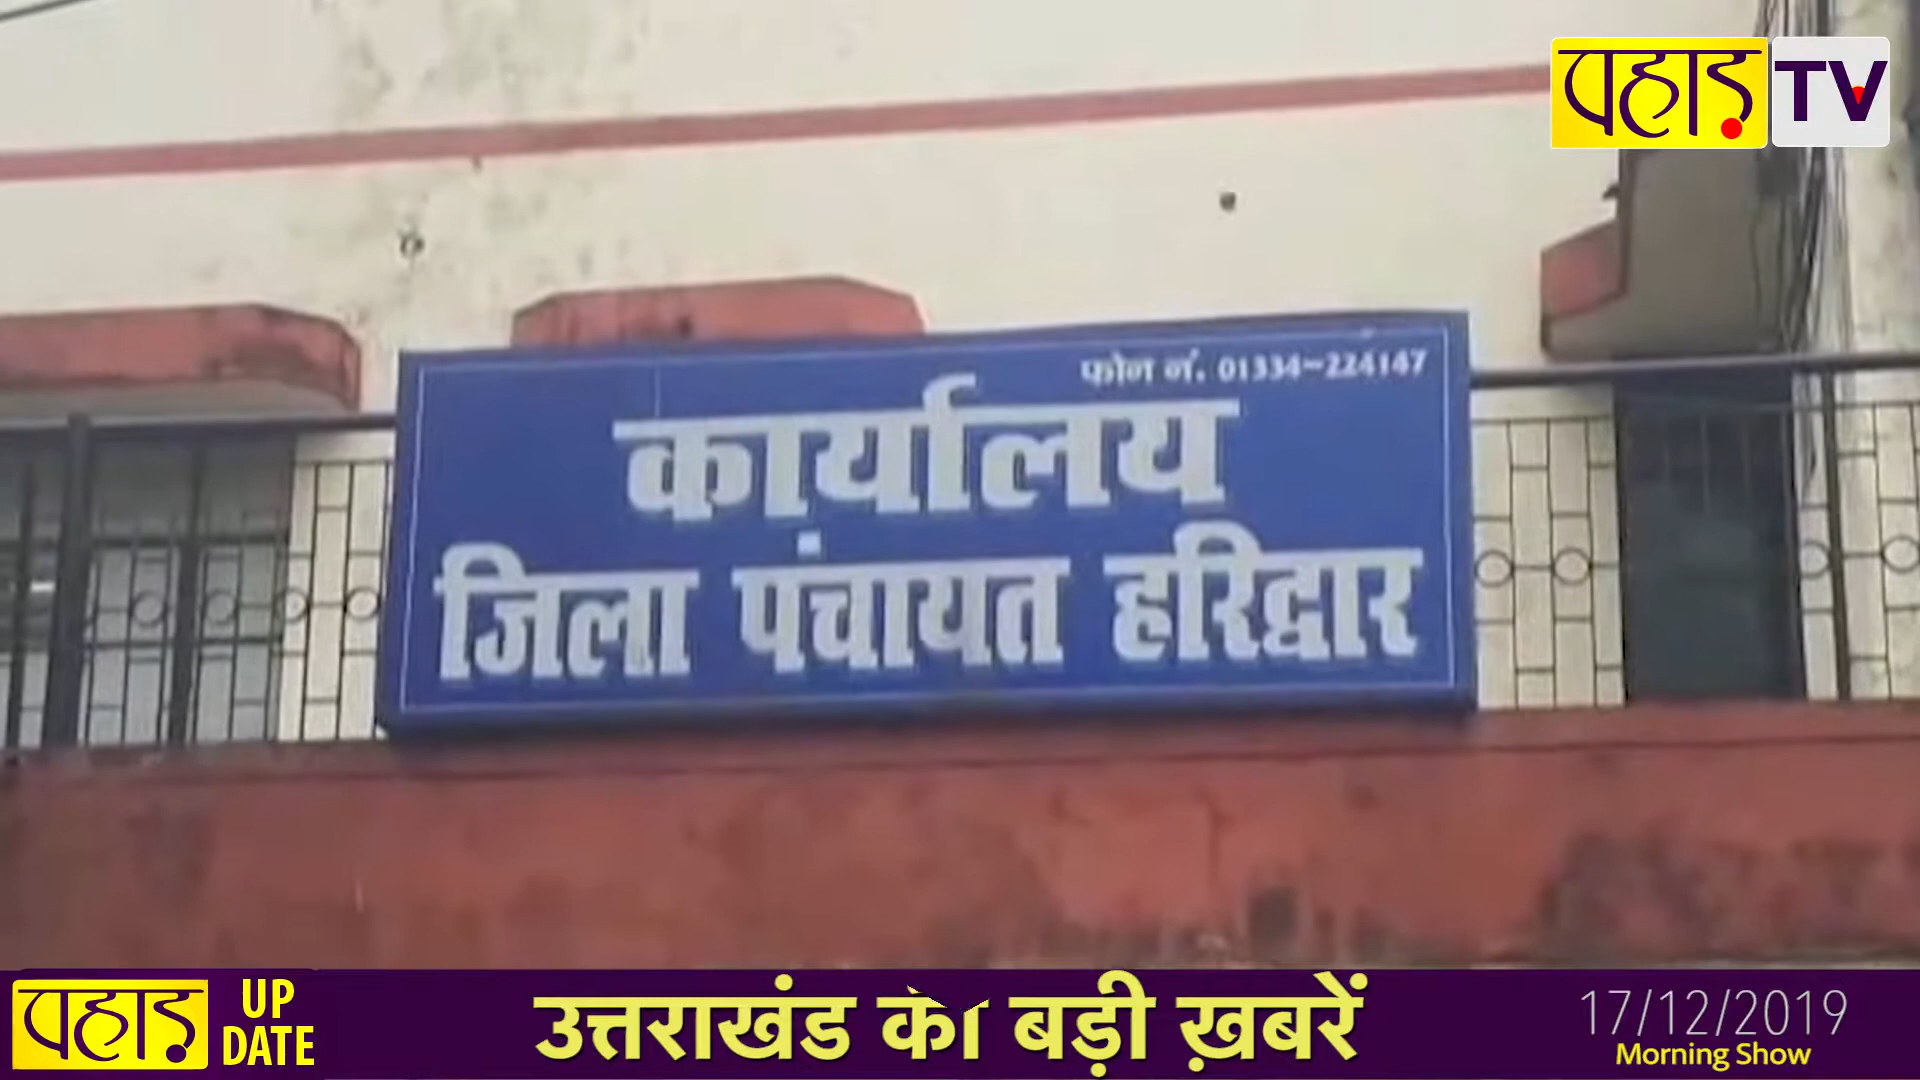 पहाड़ TV
फोन नं. 01334-224147
कार्यालय
जिला पंचायत हरिद्वार
पहाड़ UP DATE
उत्तराखंड की बड़ी ख़बरें
17/12/2019
Morning Show